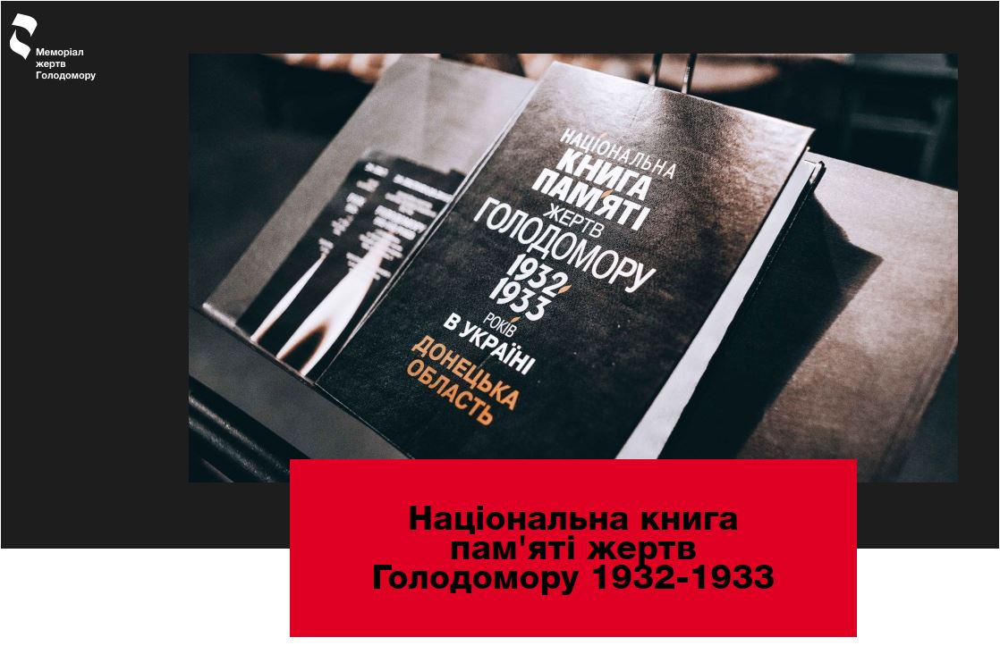 Меморіал
жертв
Голодомору
НАЦІОНАЛЬНА
КНИГА
ПАМ'ЯТІ
ЖЕРТВ
ГОЛОДОМОРУ
1932
1933
РОКІВ
В УКРАЇНІ
ДОНЕЦЬКА
ОБЛАСТЬ
Національна книга
пам'яті жертв
Голодомору 1932-1933